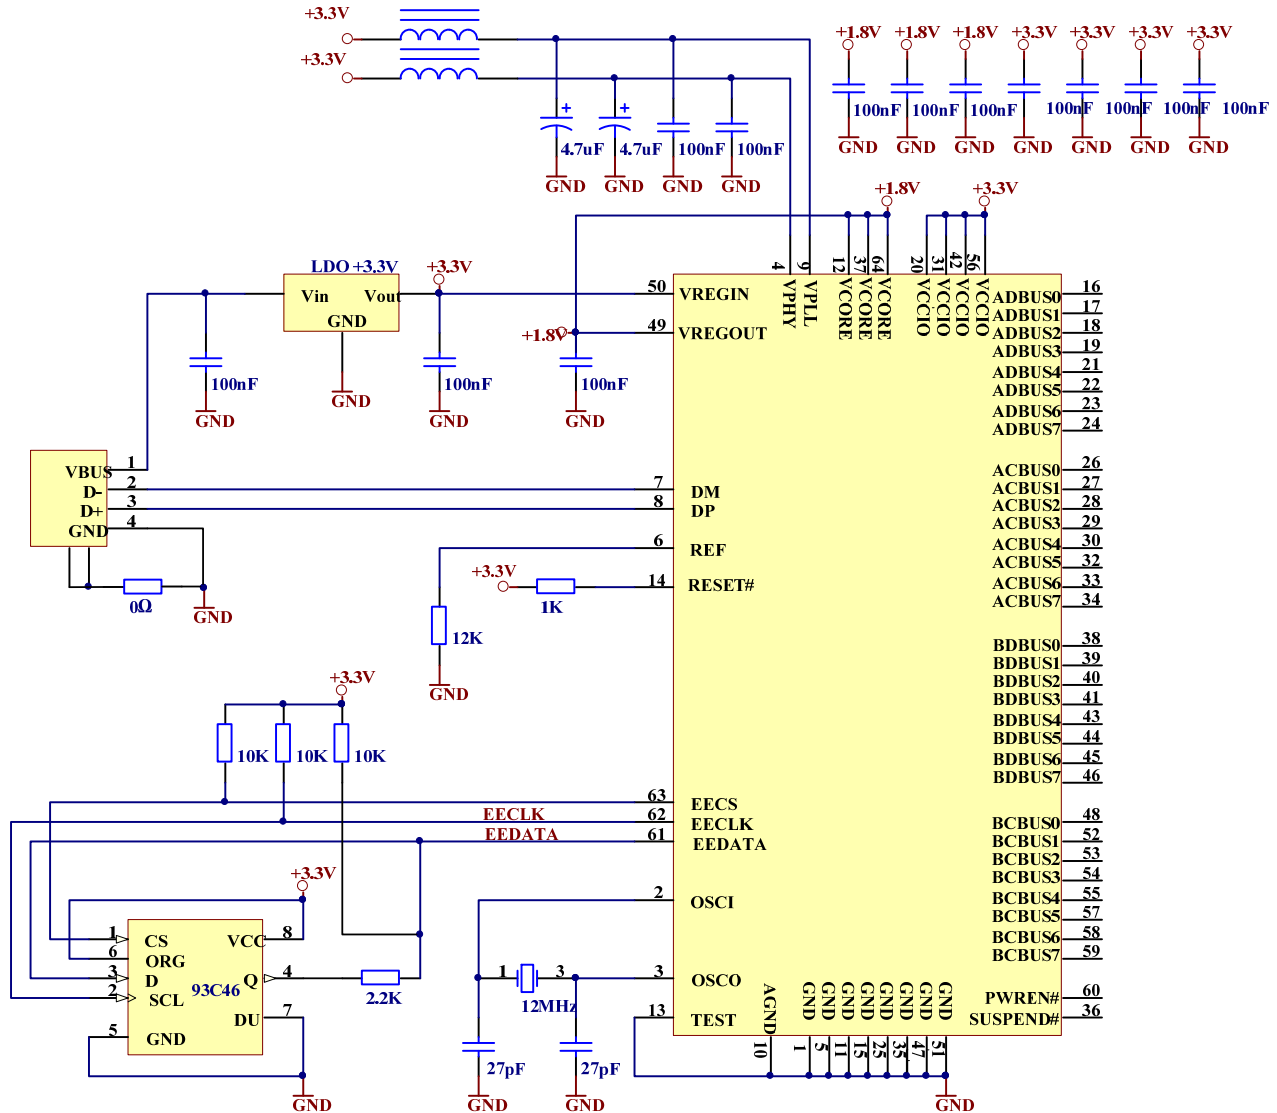 +3.3V
+3.3V
+ 4.7uF
+ 4.7uF
100nF
100nF
GND GND GND GND
+1.8V +1.8V +1.8V +3.3V +3.3V +3.3V +3.3V
100nF 100nF 100nF 100nF 100nF 100nF 100nF
GND GND GND GND GND GND GND
+1.8V
+3.3V
4 9 12 37 64 20 31 42 56
VPHY VPLL VCORE VCORE VCORE VCCIO VCCIO VCCIO VCCIO
LDO +3.3V
+3.3V
Vin Vout
GND
GND
100nF
GND
100nF
GND
+1.8V
100nF
GND
50 VREGIN
49 VREGOUT
VBUS 1
D- 2
D+ 3
GND 4
0Ω
GND
7 DM
8 DP
6 REF
14 RESET#
+3.3V
1K
12K
GND
+3.3V
10K 10K 10K
63 EECS
EECLK 62 EECLK
EEDATA 61 EEDATA
+3.3V
1 CS
6 ORG
3 D
2 SCL
5 GND
93C46
VCC 8
Q 4
DU 7
2.2K
GND
2 OSCI
3 OSCO
13 TEST
1 3
12MHz
27pF
27pF
GND GND
AGND GND GND GND GND GND GND GND GND
10 1 5 11 15 25 35 47 51
GND
ADBUS0 16
ADBUS1 17
ADBUS2 18
ADBUS3 19
ADBUS4 21
ADBUS5 22
ADBUS6 23
ADBUS7 24
ACBUS0 26
ACBUS1 27
ACBUS2 28
ACBUS3 29
ACBUS4 30
ACBUS5 32
ACBUS6 33
ACBUS7 34
BDBUS0 38
BDBUS1 39
BDBUS2 40
BDBUS3 41
BDBUS4 43
BDBUS5 44
BDBUS6 45
BDBUS7 46
BCBUS0 48
BCBUS1 52
BCBUS2 53
BCBUS3 54
BCBUS4 55
BCBUS5 57
BCBUS6 58
BCBUS7 59
PWREN# 60
SUSPEND# 36